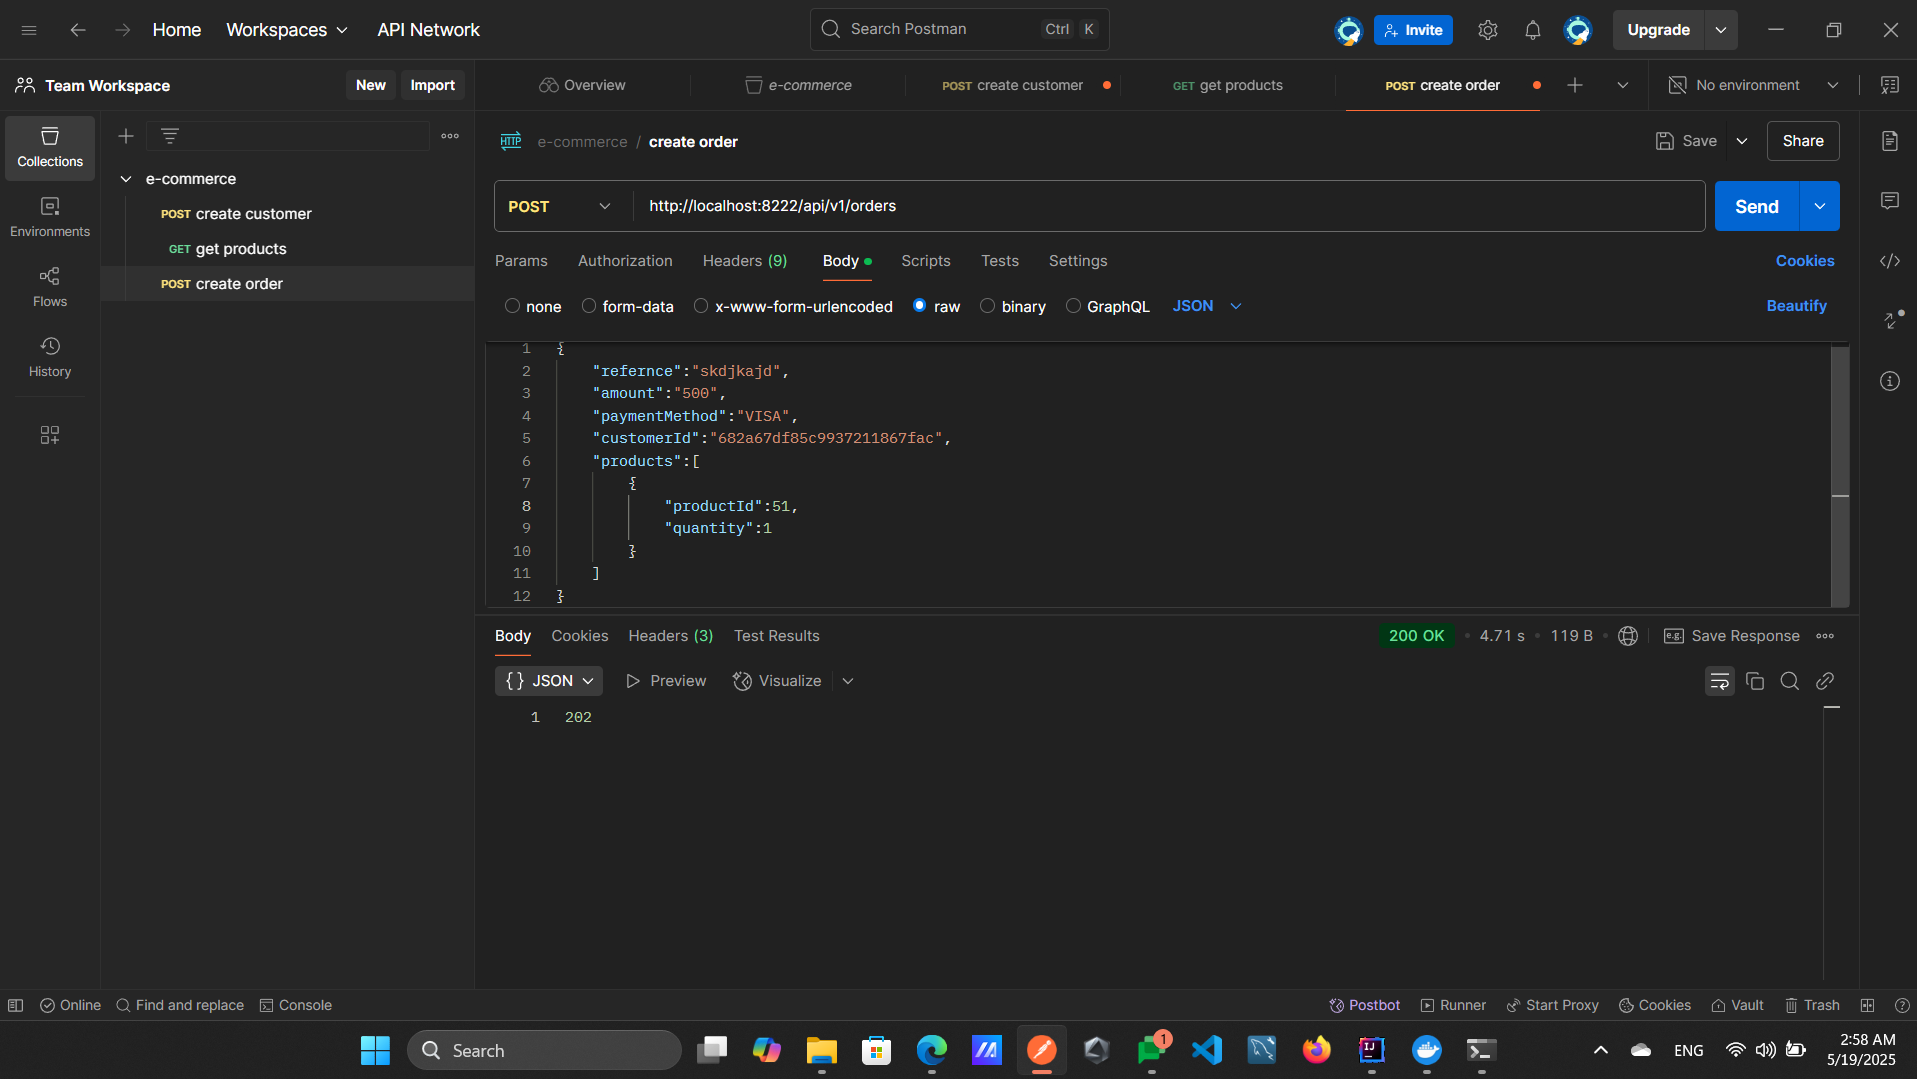 Home Workspaces API Network Search Postman Ctrl K Invite Upgrade
Team Workspace New Import Overview e-commerce POST create customer GET get products POST create order No environment
Collections
Environments
Flows
History
e-commerce
POST create customer
GET get products
POST create order
HTTP e-commerce / create order Save Share
POST http://localhost:8222/api/v1/orders Send
Params Authorization Headers (9) Body Scripts Tests Settings Cookies
none form-data x-www-form-urlencoded raw binary GraphQL JSON Beautify
1 {
2 "refernce":"skdjkajd",
3 "amount":"500",
4 "paymentMethod":"VISA",
5 "customerId":"682a67df85c9937211867fac",
6 "products":[
7 {
8 "productId":51,
9 "quantity":1
10 }
11 ]
12 }
Body Cookies Headers (3) Test Results 200 OK • 4.71 s • 119 B • e.g. Save Response
{} JSON Preview Visualize
1 202
Online Find and replace Console Postbot Runner Start Proxy Cookies Vault Trash
Search 1 IJ ENG 2:58 AM
5/19/2025